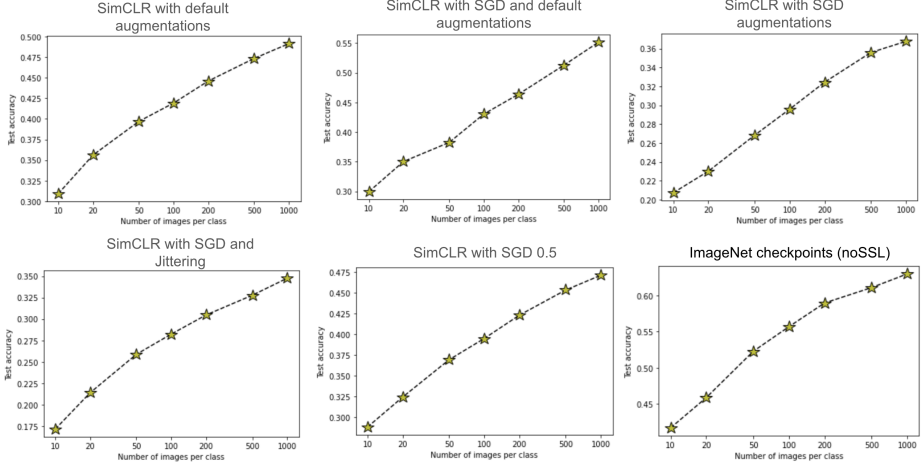 SimCLR with default
augmentations
0.500
0.475
0.450
0.425
0.400
0.375
0.350
0.325
0.300
Test accuracy
10 20 50 100 200 500 1000
Number of images per class
SimCLR with SGD and default
augmentations
0.55
0.50
0.45
0.40
0.35
0.30
Test accuracy
10 20 50 100 200 500 1000
Number of images per class
SimCLR with SGD
augmentations
0.36
0.34
0.32
0.30
0.28
0.26
0.24
0.22
0.20
Test accuracy
10 20 50 100 200 500 1000
Number of images per class
SimCLR with SGD and
Jittering
0.350
0.325
0.300
0.275
0.250
0.225
0.200
0.175
Test accuracy
10 20 50 100 200 500 1000
Number of images per class
SimCLR with SGD 0.5
0.475
0.450
0.425
0.400
0.375
0.350
0.325
0.300
Test accuracy
10 20 50 100 200 500 1000
Number of images per class
ImageNet checkpoints (noSSL)
0.60
0.55
0.50
0.45
Test accuracy
10 20 50 100 200 500 1000
Number of images per class